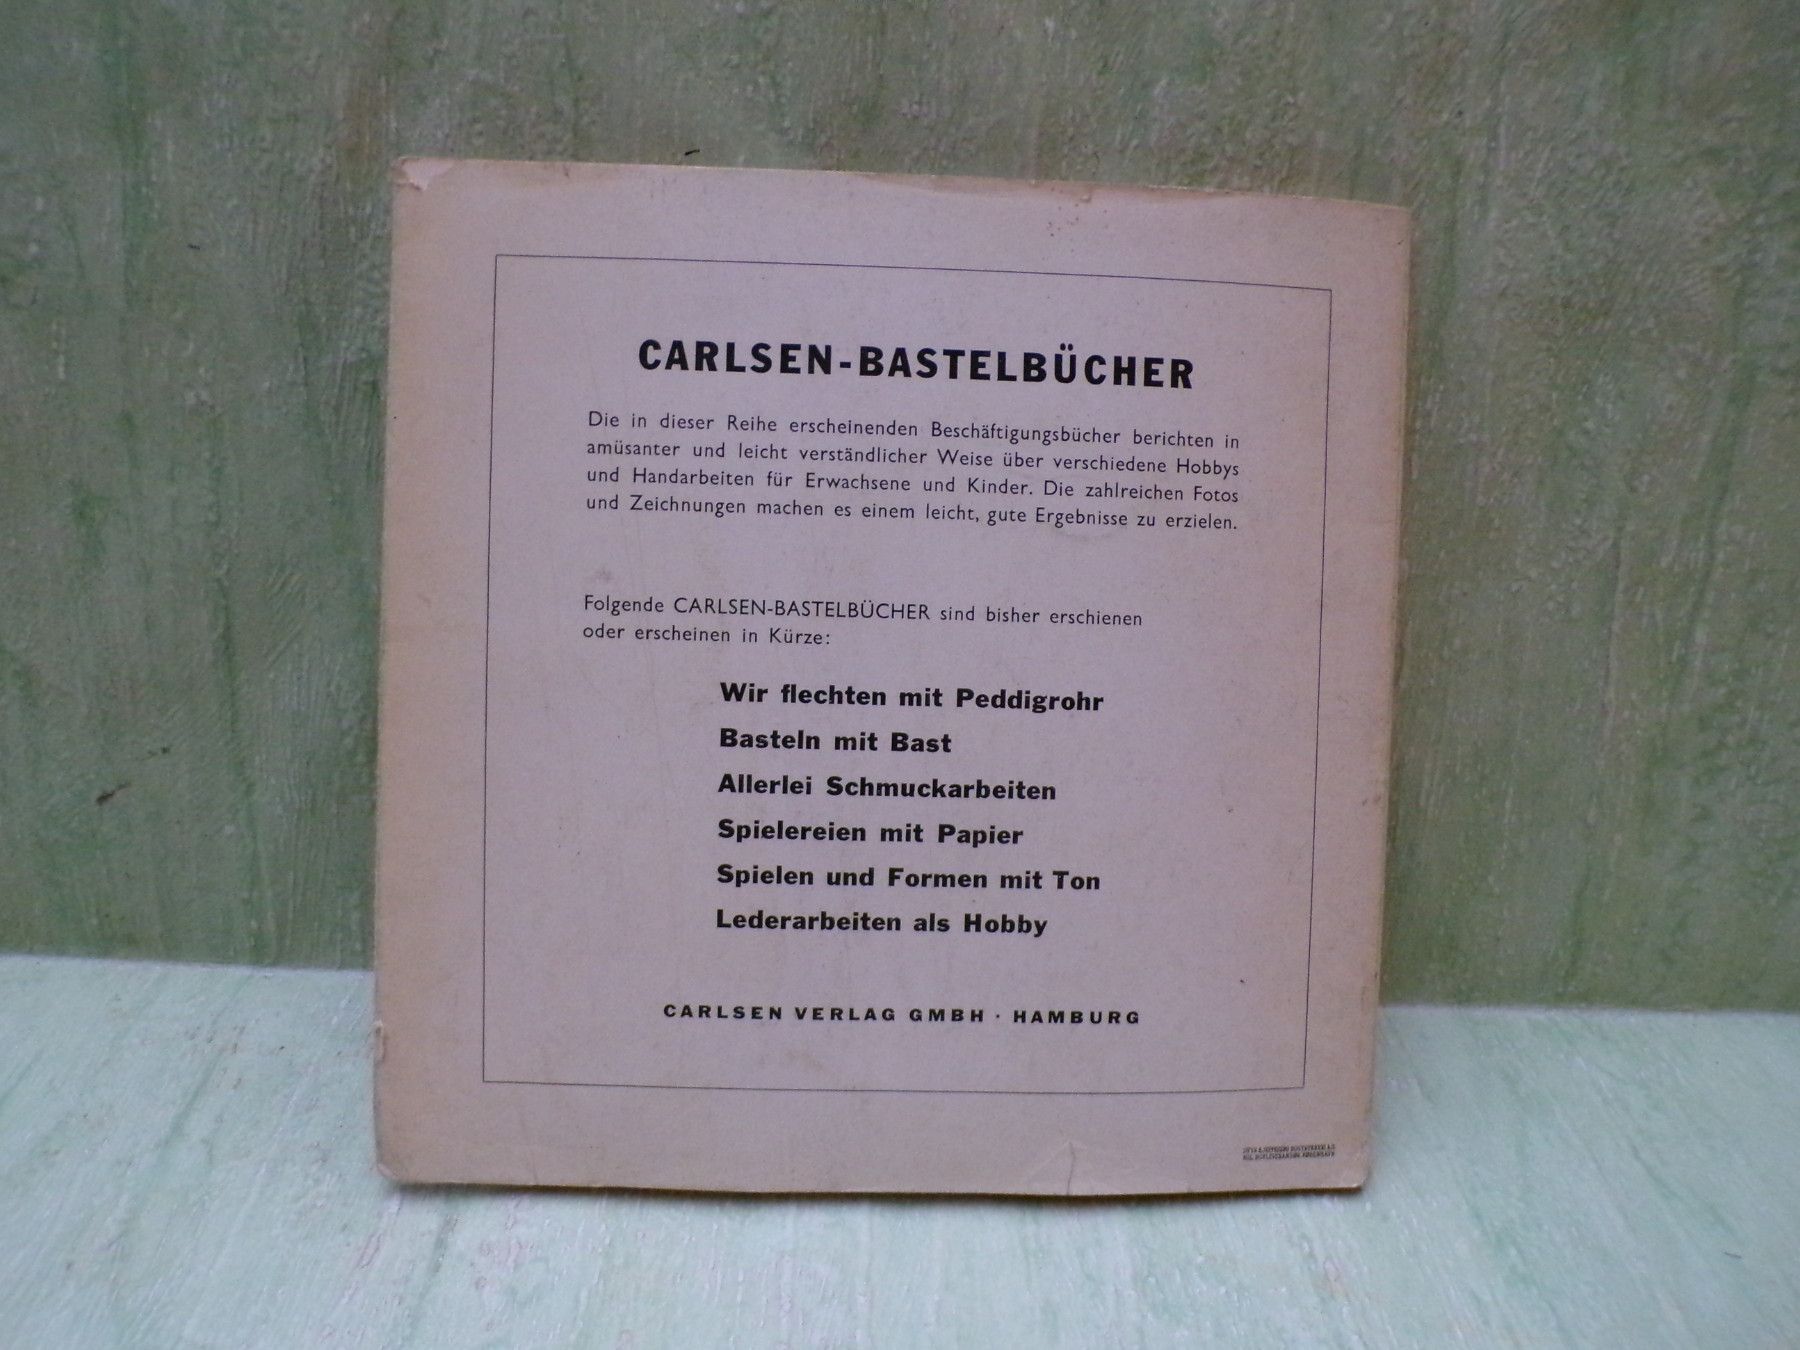 CARLSEN-BASTELBÜCHER
Die in dieser Reihe erscheinenden Beschäftigungsbücher berichten in
amüsanter und leicht verständlicher Weise über verschiedene Hobbys
und Handarbeiten für Erwachsene und Kinder. Die zahlreichen Fotos
und Zeichnungen machen es einem leicht, gute Ergebnisse zu erzielen.
Folgende CARLSEN-BASTELBÜCHER sind bisher erschienen
oder erscheinen in Kürze:
Wir flechten mit Peddigrohr
Basteln mit Bast
Allerlei Schmuckarbeiten
Spielereien mit Papier
Spielen und Formen mit Ton
Lederarbeiten als Hobby
CARLSEN VERLAG GMBH · HAMBURG